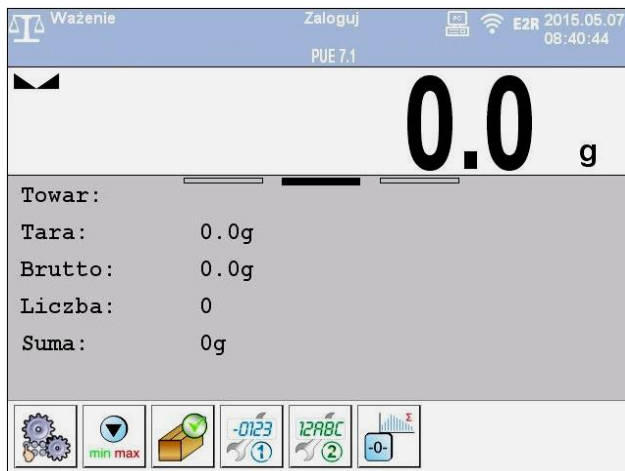 Ważenie Zaloguj E2R 2015.05.07
PUE 7.1 08:40:44
0.0 g
Towar:
Tara: 0.0g
Brutto: 0.0g
Liczba: 0
Suma: 0g
min max -0123 1 12ABC 2 Σ -0-